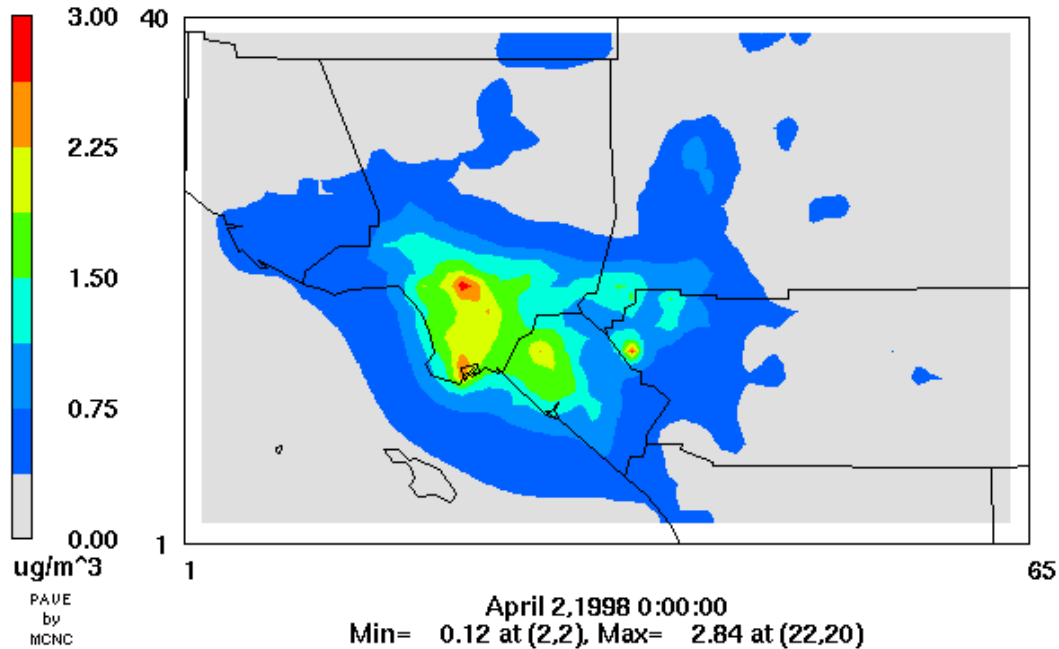 3.00
2.25
1.50
0.75
0.00
ug/m^3
PAVE
by
MCNC
40
1
1
65
April 2,1998 0:00:00
Min= 0.12 at (2,2), Max= 2.84 at (22,20)